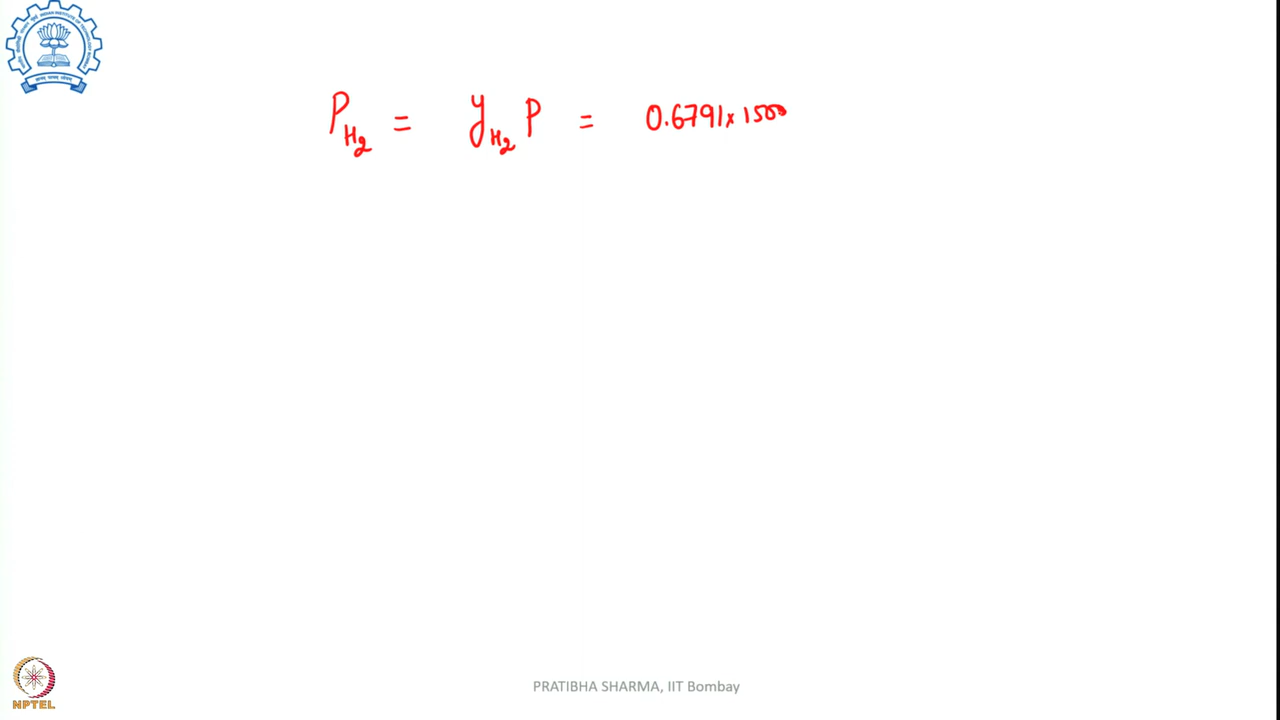 P_H2 = y_H2 P = 0.6791 × 1500
NPTEL
PRATIBHA SHARMA, IIT Bombay